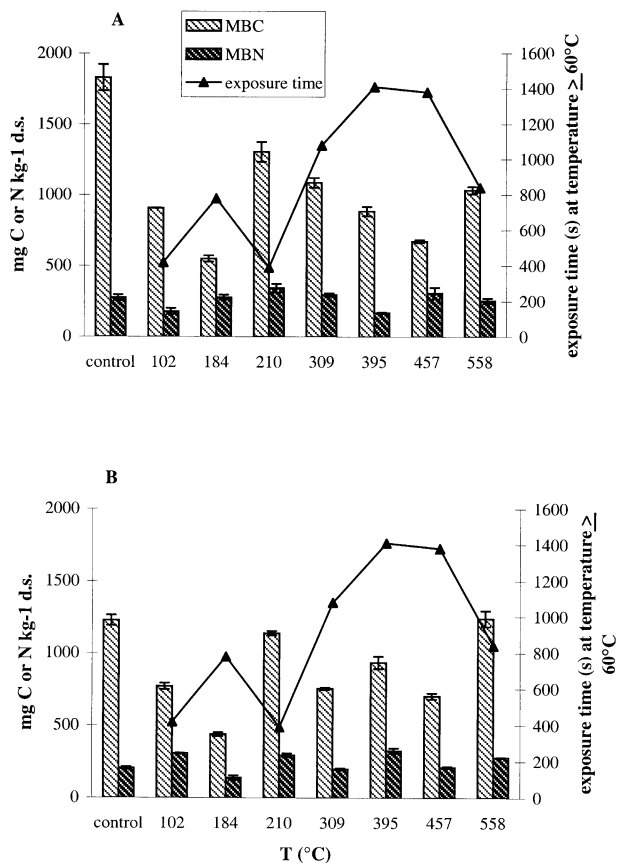 A
MBC
MBN
exposure time
2000
1500
1000
500
0
mg C or N kg-1 d.s.
1600
1400
1200
1000
800
600
400
200
0
exposure time (s) at temperature ≥ 60°C
control 102 184 210 309 395 457 558
B
2000
1500
1000
500
0
mg C or N kg-1 d.s.
1600
1400
1200
1000
800
600
400
200
0
exposure time (s) at temperature ≥
60°C
control 102 184 210 309 395 457 558
T (°C)